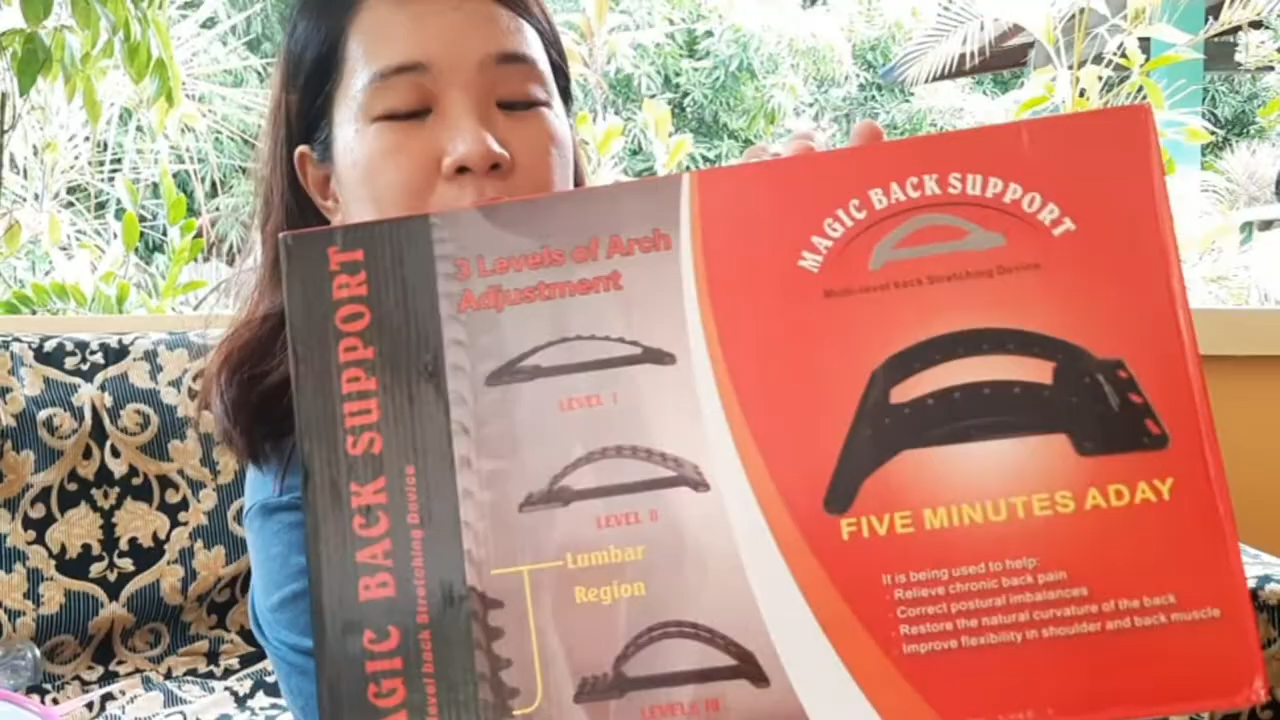 MAGIC BACK SUPPORT
level back Stretching Device
3 Levels of Arch
Adjustment
LEVEL I
LEVEL II
Lumbar
Region
LEVEL III
MAGIC BACK SUPPORT
Multi-level back Stretching Device
FIVE MINUTES ADAY
It is being used to help:
· Relieve chronic back pain
· Correct postural imbalances
· Restore the natural curvature of the back
· Improve flexibility in shoulder and back muscle